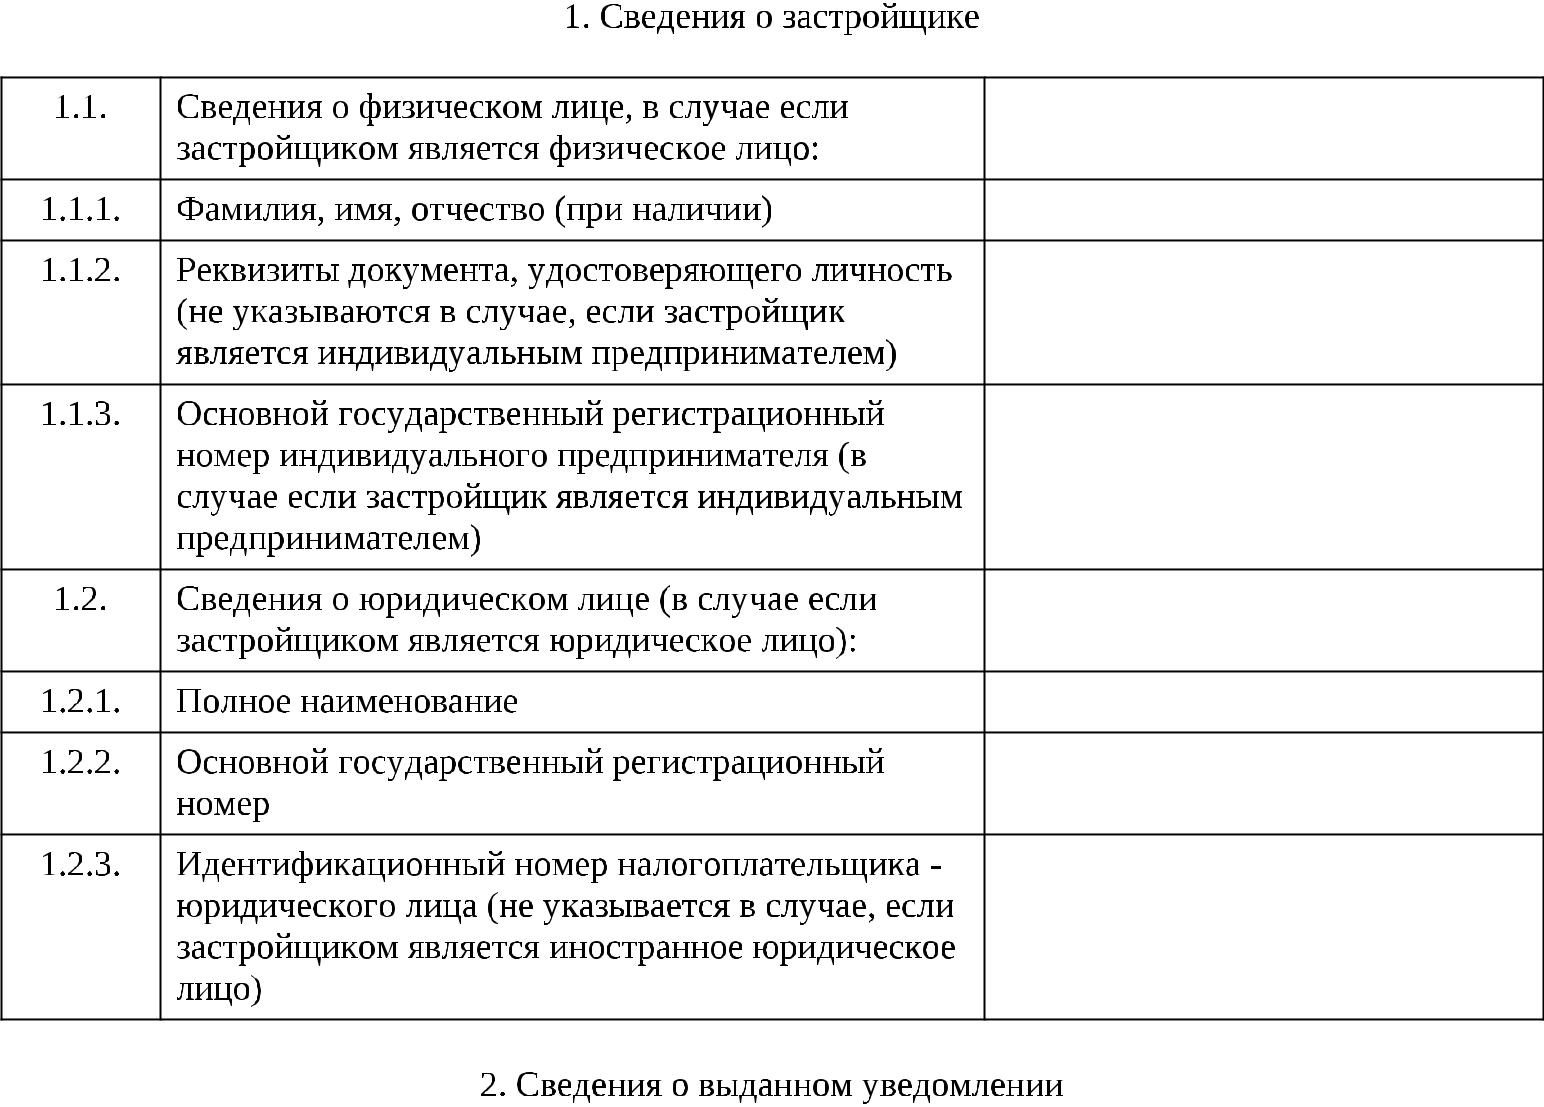 1. Сведения о застройщике
1.1.
Сведения о физическом лице, в случае если
застройщиком является физическое лицо:
1.1.1.
Фамилия, имя, отчество (при наличии)
1.1.2.
Реквизиты документа, удостоверяющего личность
(не указываются в случае, если застройщик
является индивидуальным предпринимателем)
1.1.3.
Основной государственный регистрационный
номер индивидуального предпринимателя (в
случае если застройщик является индивидуальным
предпринимателем)
1.2.
Сведения о юридическом лице (в случае если
застройщиком является юридическое лицо):
1.2.1.
Полное наименование
1.2.2.
Основной государственный регистрационный
номер
1.2.3.
Идентификационный номер налогоплательщика -
юридического лица (не указывается в случае, если
застройщиком является иностранное юридическое
лицо)
2. Сведения о выданном уведомлении